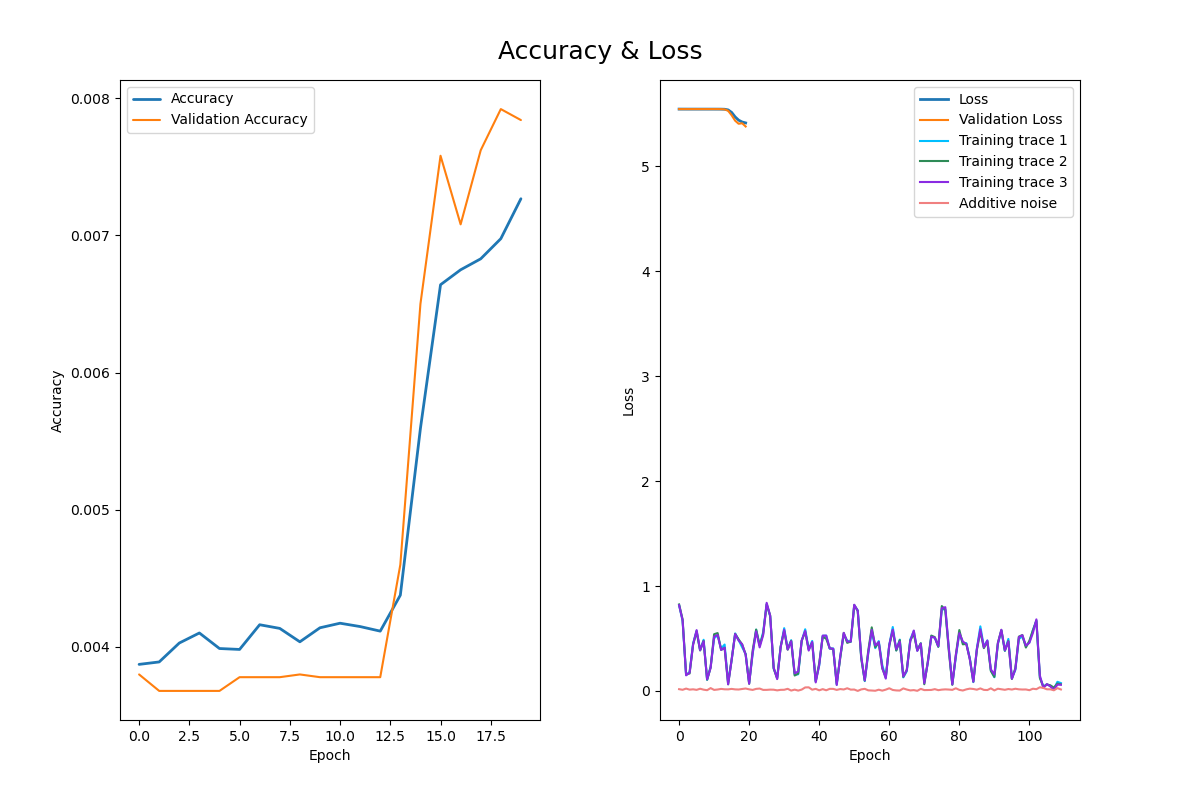 Accuracy & Loss
Accuracy
Validation Accuracy
0.008
0.007
0.006
0.005
0.004
Accuracy
0.0 2.5 5.0 7.5 10.0 12.5 15.0 17.5
Epoch
Loss
Validation Loss
Training trace 1
Training trace 2
Training trace 3
Additive noise
5
4
3
2
1
0
Loss
0 20 40 60 80 100
Epoch